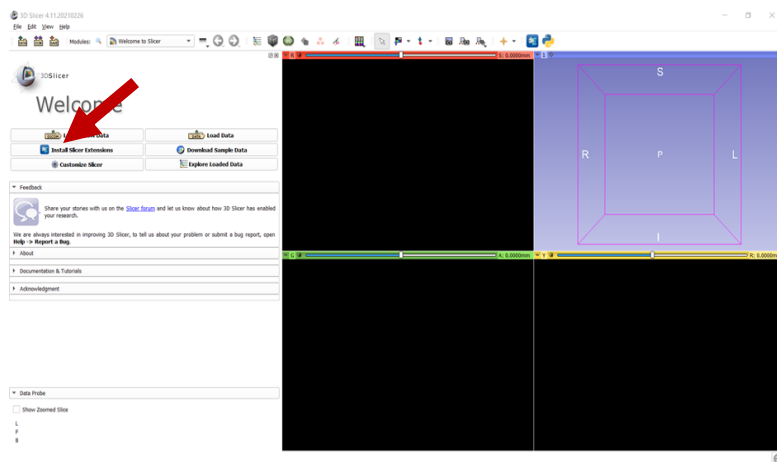 3D Slicer 4.11.20210226
File Edit View Help
Modules: Welcome to Slicer
R S: 0.0000mm 1
3DSlicer
Welcome
Data Load Data
Install Slicer Extensions Download Sample Data
Customize Slicer Explore Loaded Data
Feedback
Share your stories with us on the Slicer forum and let us know about how 3D Slicer has enabled
your research.
We are always interested in improving 3D Slicer, to tell us about your problem or submit a bug report, open
Help -> Report a Bug.
About
Documentation & Tutorials
Acknowledgment
S
R P L
I
G A: 0.0000mm Y R: 0.0000mm
Data Probe
Show Zoomed Slice
L
F
B